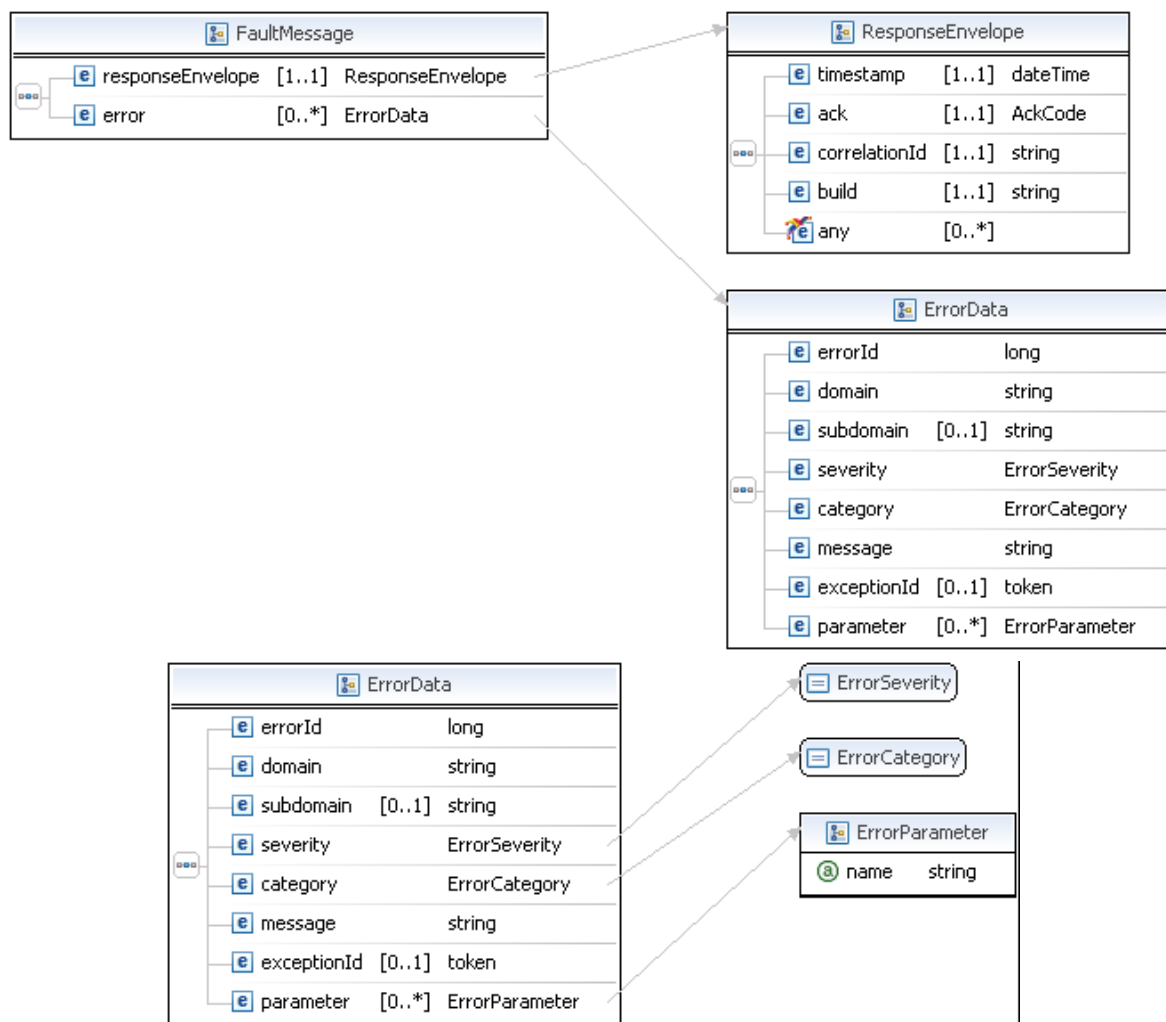 FaultMessage
e responseEnvelope [1..1] ResponseEnvelope
e error [0..*] ErrorData
ResponseEnvelope
e timestamp [1..1] dateTime
e ack [1..1] AckCode
e correlationId [1..1] string
e build [1..1] string
e any [0..*]
ErrorData
e errorId long
e domain string
e subdomain [0..1] string
e severity ErrorSeverity
e category ErrorCategory
e message string
e exceptionId [0..1] token
e parameter [0..*] ErrorParameter
ErrorData
e errorId long
e domain string
e subdomain [0..1] string
e severity ErrorSeverity
e category ErrorCategory
e message string
e exceptionId [0..1] token
e parameter [0..*] ErrorParameter
ErrorSeverity
ErrorCategory
ErrorParameter
a name string